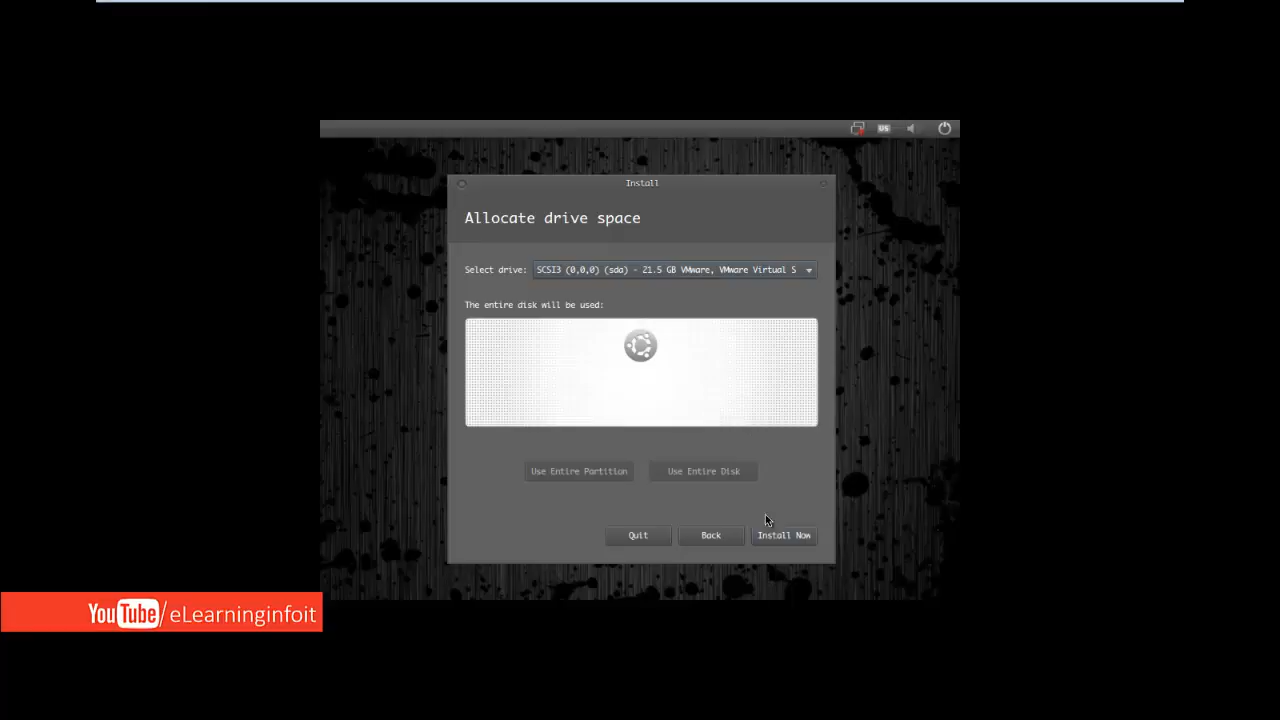 US
Install
Allocate drive space
Select drive: SCSI3 (0,0,0) (sda) - 21.5 GB VMware, VMware Virtual S
The entire disk will be used:
Use Entire Partition Use Entire Disk
Quit Back Install Now
YouTube/eLearninginfoit